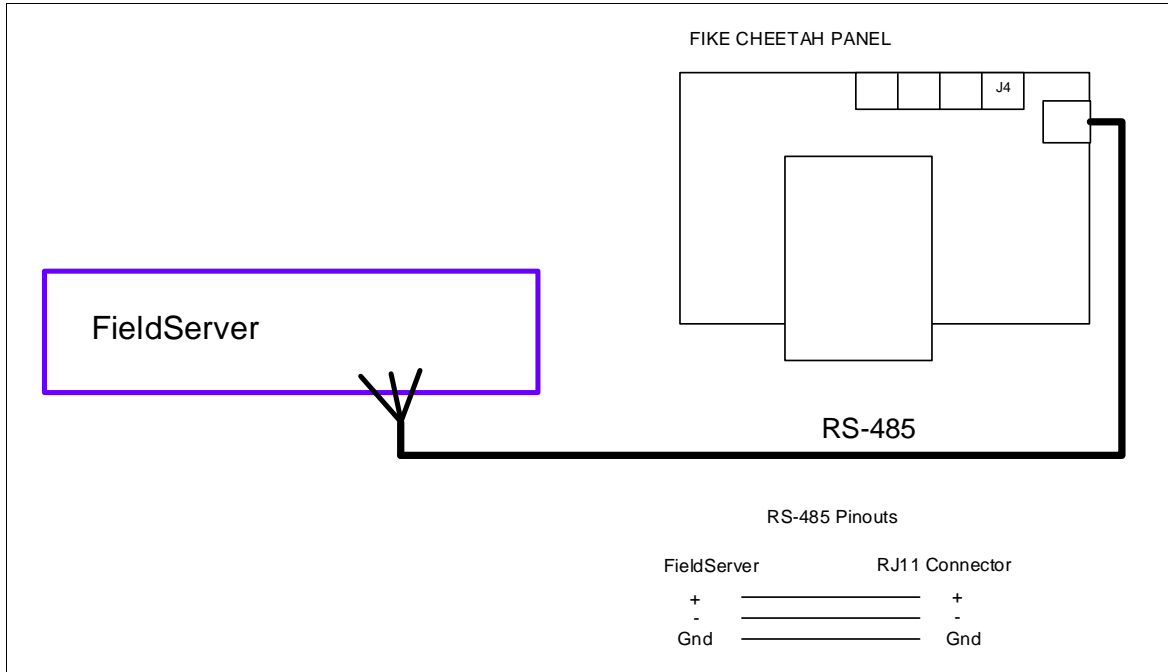 FIKE CHEETAH PANEL
J4
FieldServer
RS-485
RS-485 Pinouts
FieldServer RJ11 Connector
+ +
- -
Gnd Gnd